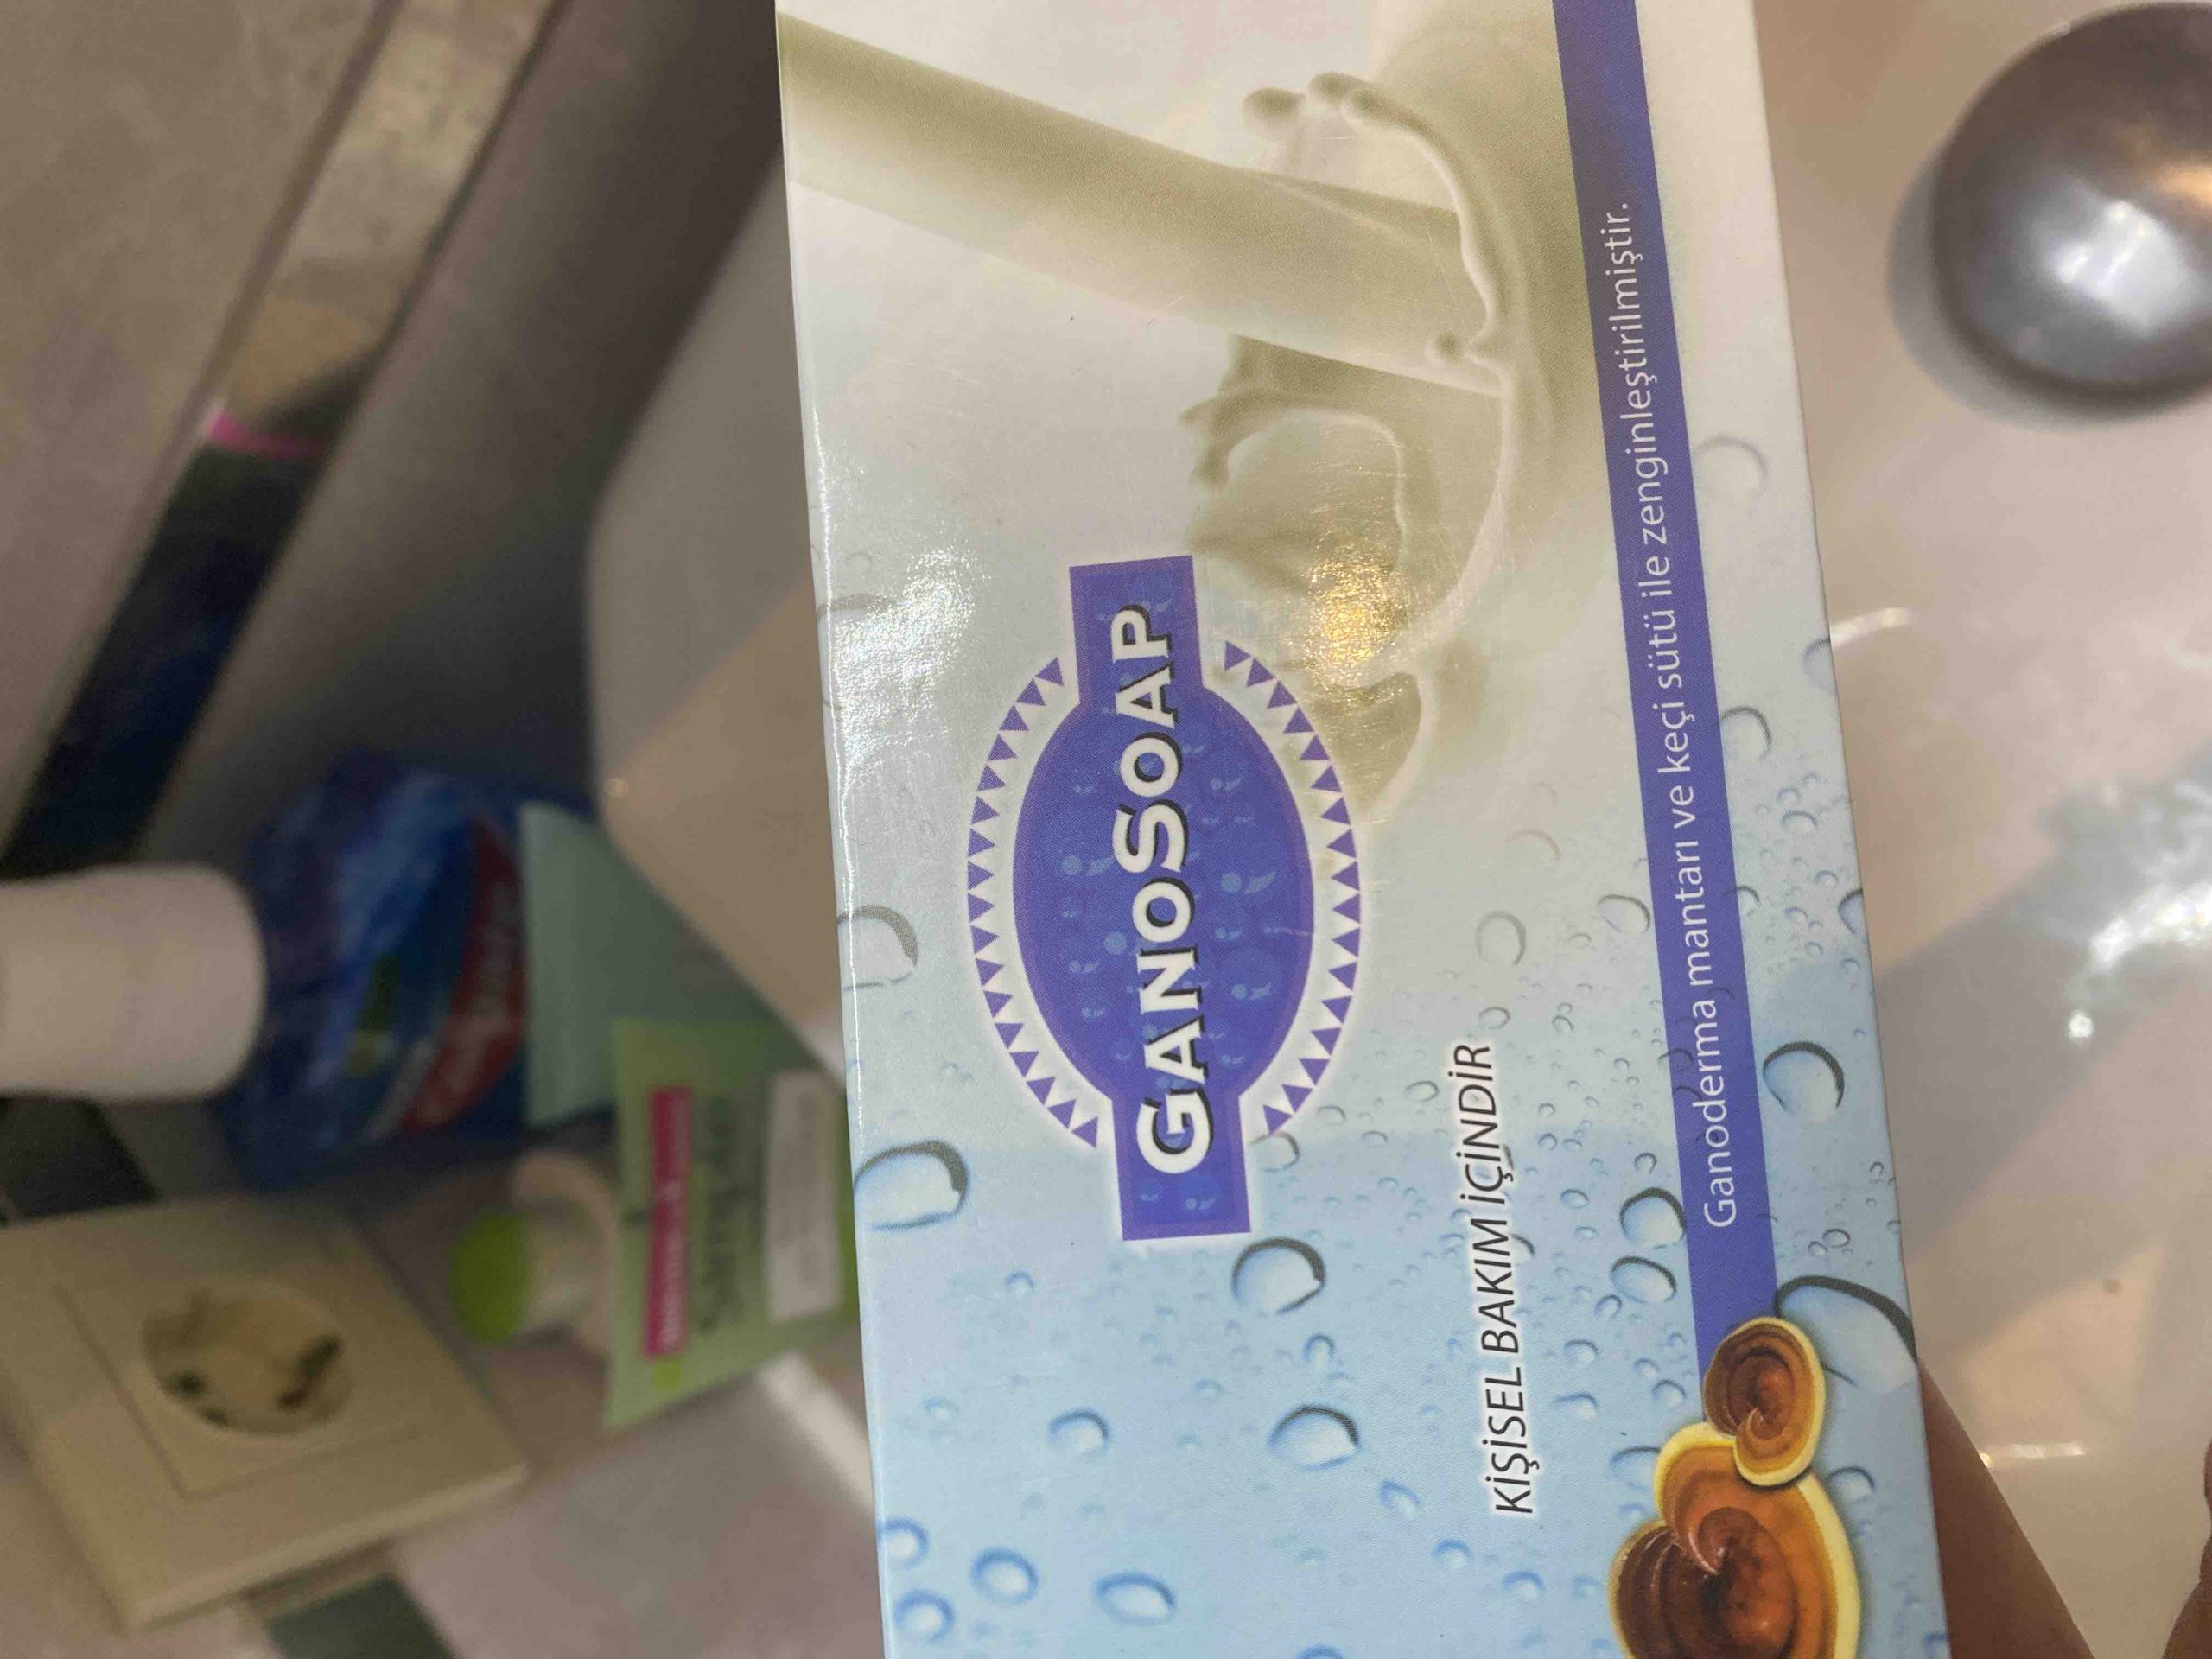 GANOSOAP
KİŞİSEL BAKIM İÇİNDİR
Ganoderma mantarı ve keçi sütü ile zenginleştirilmiştir.